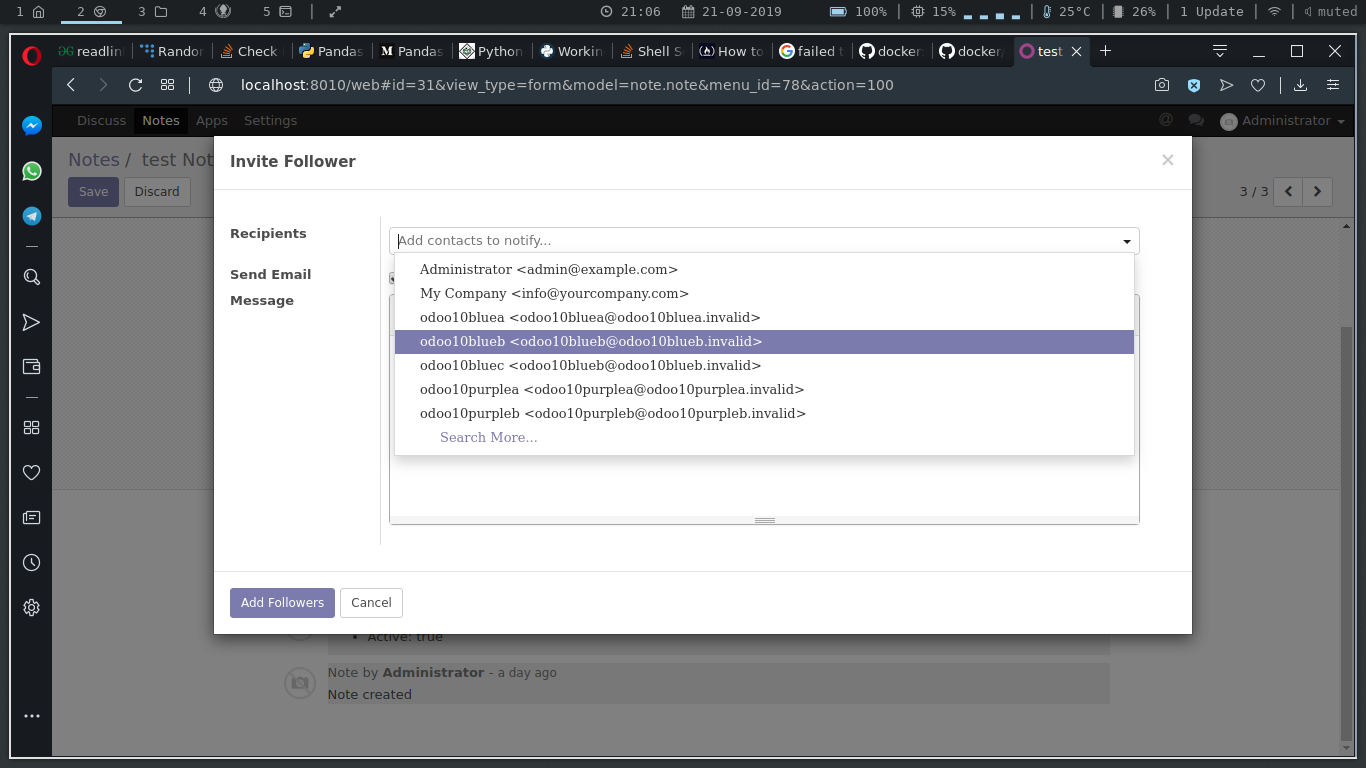 1 2 3 4 5 21:06 21-09-2019 100% 15% 25°C 26% 1 Update muted
readlin Randor Check Pandas Pandas Python Workin Shell S How to failed t docker docker test
localhost:8010/web#id=31&view_type=form&model=note.note&menu_id=78&action=100
Discuss Notes Apps Settings Administrator
Notes / test Not
Save Discard 3 / 3
Invite Follower
Recipients
Add contacts to notify...
Administrator <admin@example.com>
Send Email
My Company <info@yourcompany.com>
Message
odoo10bluea <odoo10bluea@odoo10bluea.invalid>
odoo10blueb <odoo10blueb@odoo10blueb.invalid>
odoo10bluec <odoo10blueb@odoo10blueb.invalid>
odoo10purplea <odoo10purplea@odoo10purplea.invalid>
odoo10purpleb <odoo10purpleb@odoo10purpleb.invalid>
Search More...
Add Followers Cancel
• Active: true
Note by Administrator - a day ago
Note created